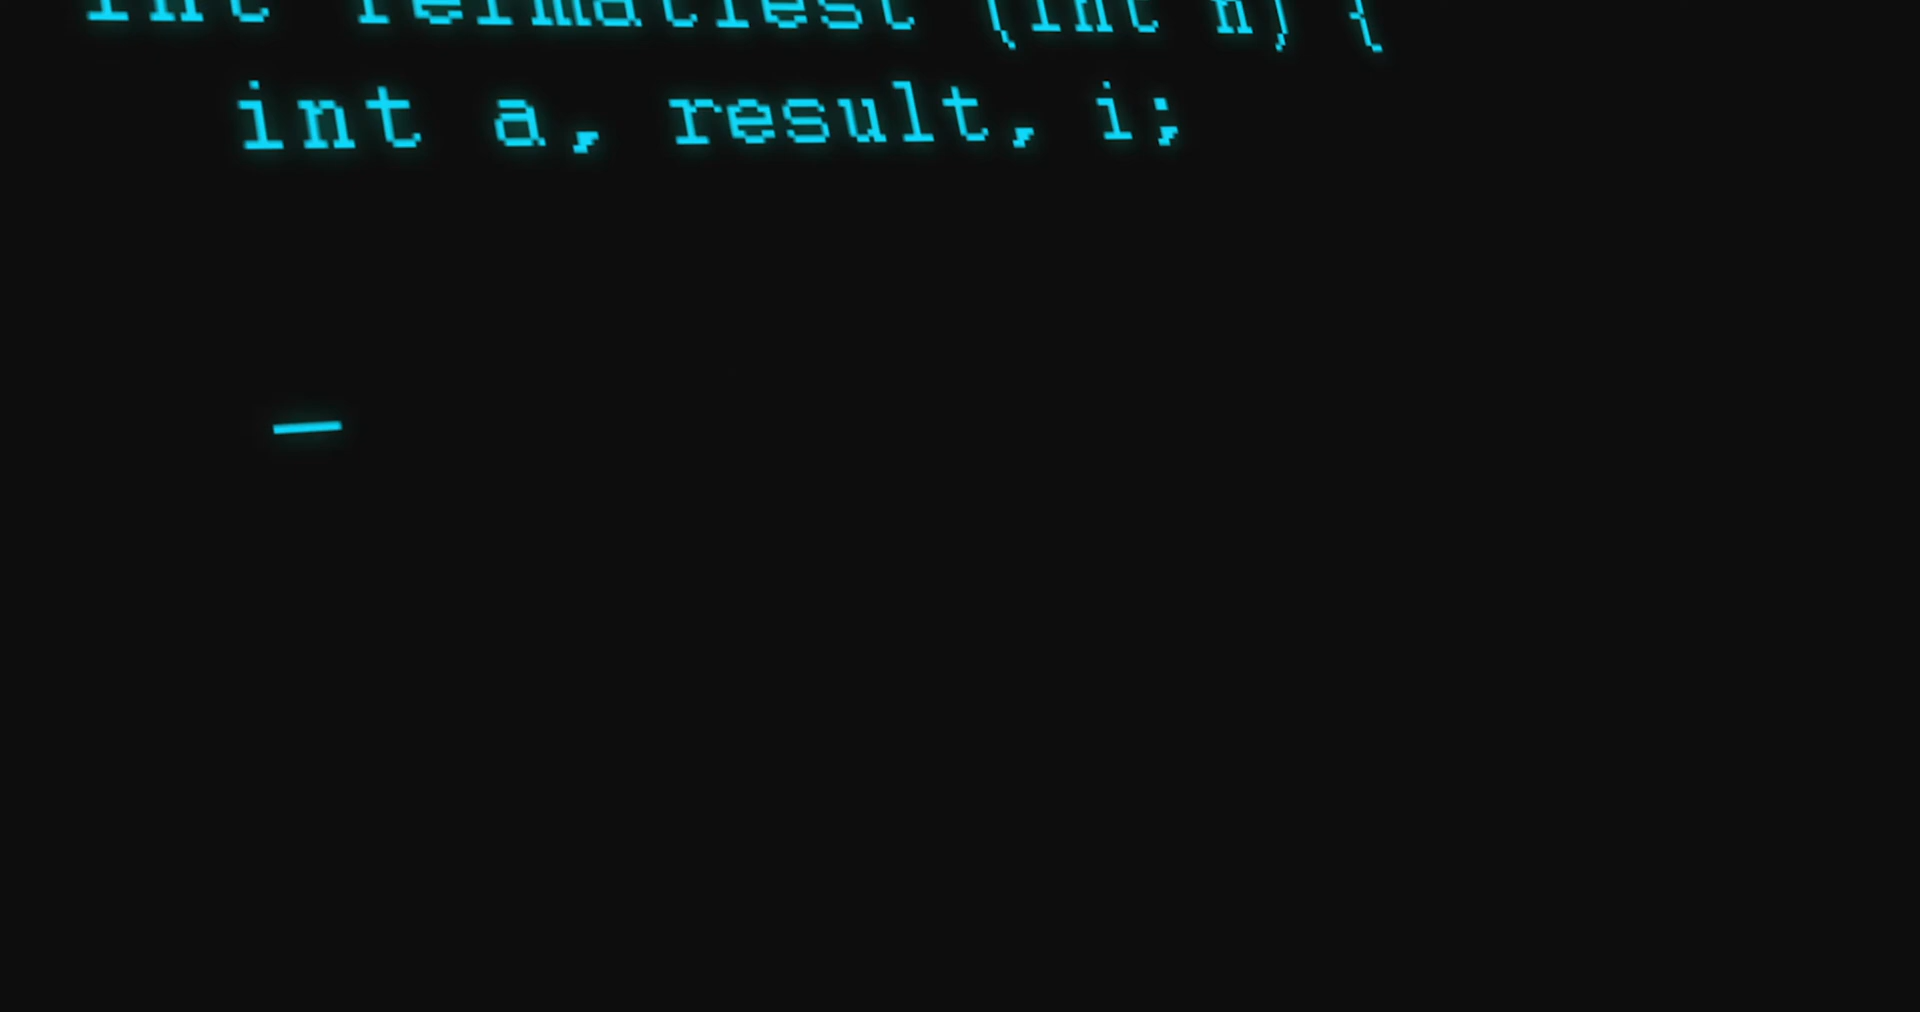 int fermatTest (int n) {
int a, result, i;
_